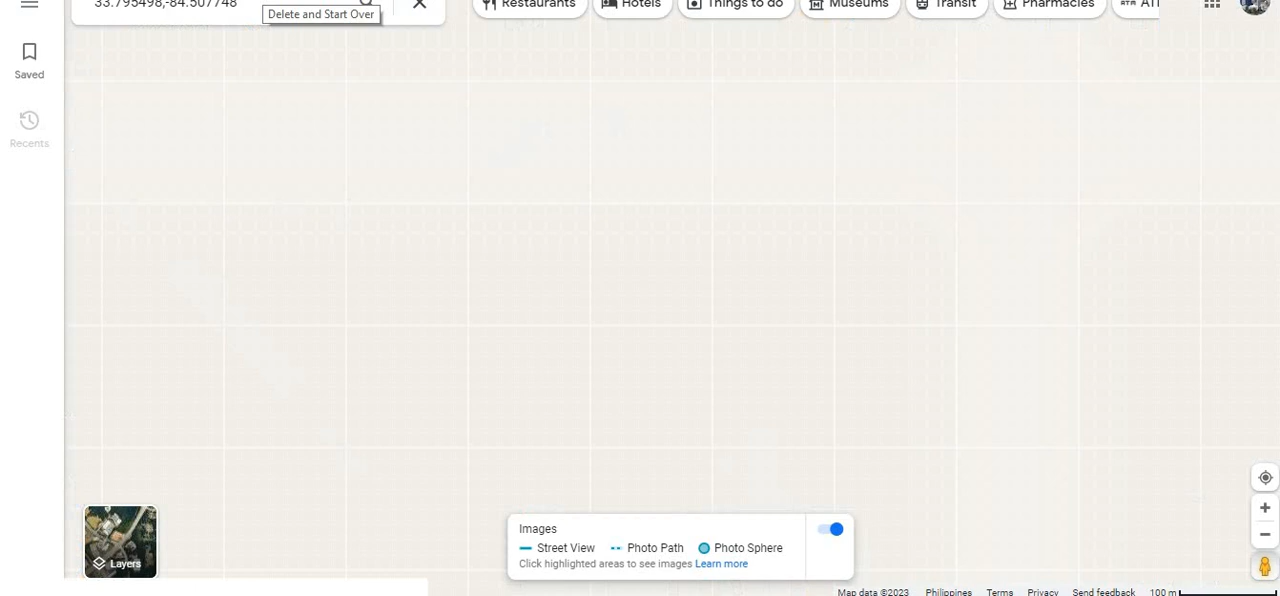 33.795498,-84.507748
Delete and Start Over
Restaurants
Hotels
Things to do
Museums
Transit
Pharmacies
ATM
Saved
Recents
Layers
Images
Street View
Photo Path
Photo Sphere
Click highlighted areas to see images Learn more
Map data ©2023 Philippines Terms Privacy Send feedback 100 m